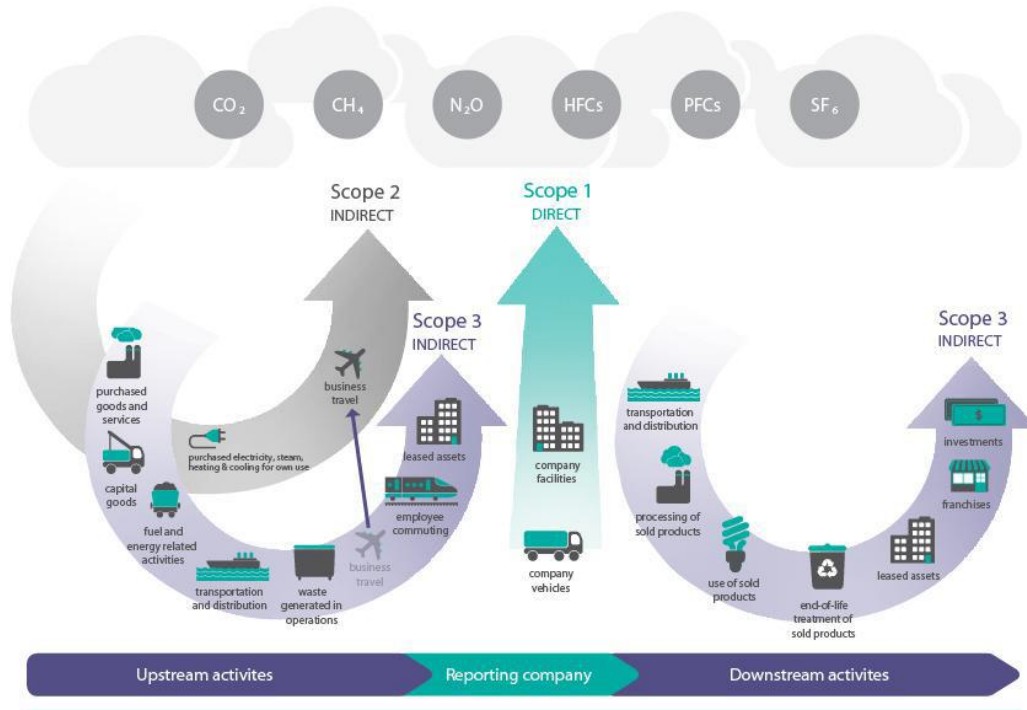 CO₂
CH₄
N₂O
HFCs
PFCs
SF₆
Scope 2
INDIRECT
Scope 1
DIRECT
Scope 3
INDIRECT
Scope 3
INDIRECT
purchased
goods and
services
capital
goods
fuel and
energy related
activities
transportation
and distribution
waste
generated in
operations
business
travel
employee
commuting
leased assets
purchased electricity, steam,
heating & cooling for own use
business
travel
company
facilities
company
vehicles
transportation
and distribution
processing of
sold products
use of sold
products
end-of-life
treatment of
sold products
leased assets
franchises
$
investments
Upstream activites
Reporting company
Downstream activites